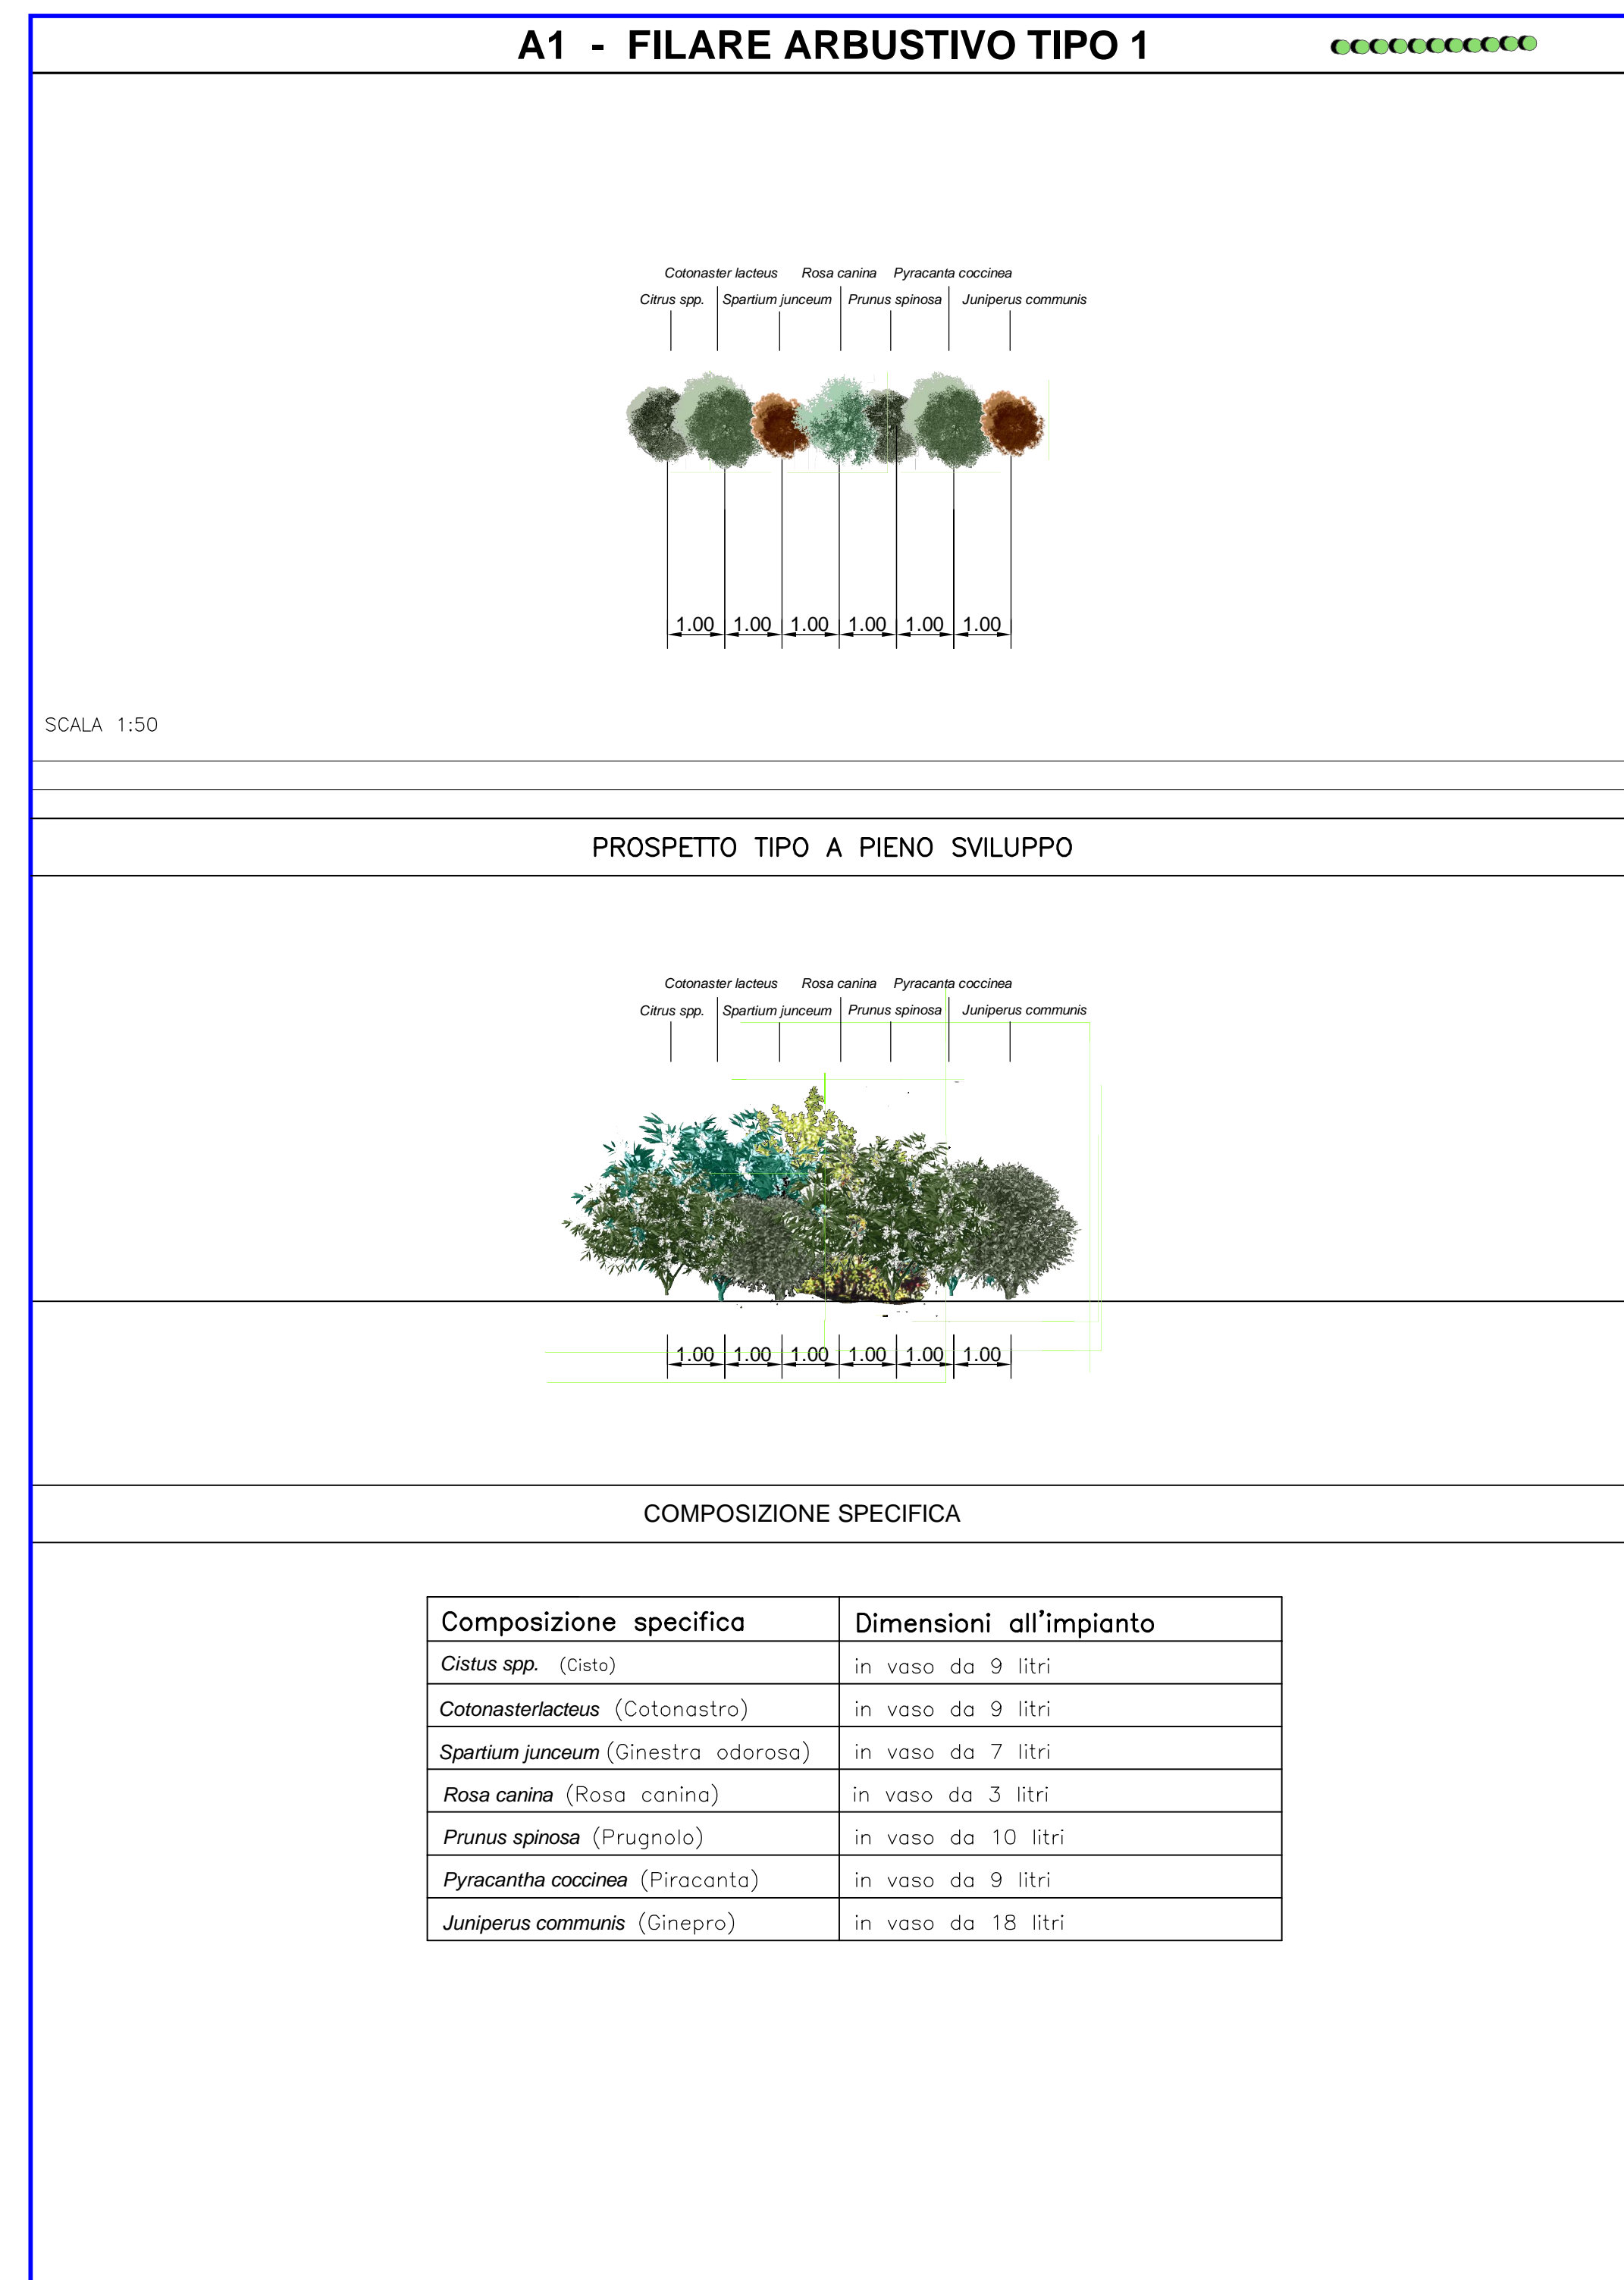 A1 - FILARE ARBUSTIVO TIPO 1
Cotonaster lacteus Rosa canina Pyracanta coccinea
Citrus spp. Spartium junceum Prunus spinosa Juniperus communis
1.00 1.00 1.00 1.00 1.00 1.00
SCALA 1:50
PROSPETTO TIPO A PIENO SVILUPPO
Cotonaster lacteus Rosa canina Pyracanta coccinea
Citrus spp. Spartium junceum Prunus spinosa Juniperus communis
1.00 1.00 1.00 1.00 1.00 1.00
COMPOSIZIONE SPECIFICA
Composizione specifica Dimensioni all'impianto
Cistus spp. (Cisto) in vaso da 9 litri
Cotonasterlacteus (Cotonastro) in vaso da 9 litri
Spartium junceum (Ginestra odorosa) in vaso da 7 litri
Rosa canina (Rosa canina) in vaso da 3 litri
Prunus spinosa (Prugnolo) in vaso da 10 litri
Pyracantha coccinea (Piracanta) in vaso da 9 litri
Juniperus communis (Ginepro) in vaso da 18 litri